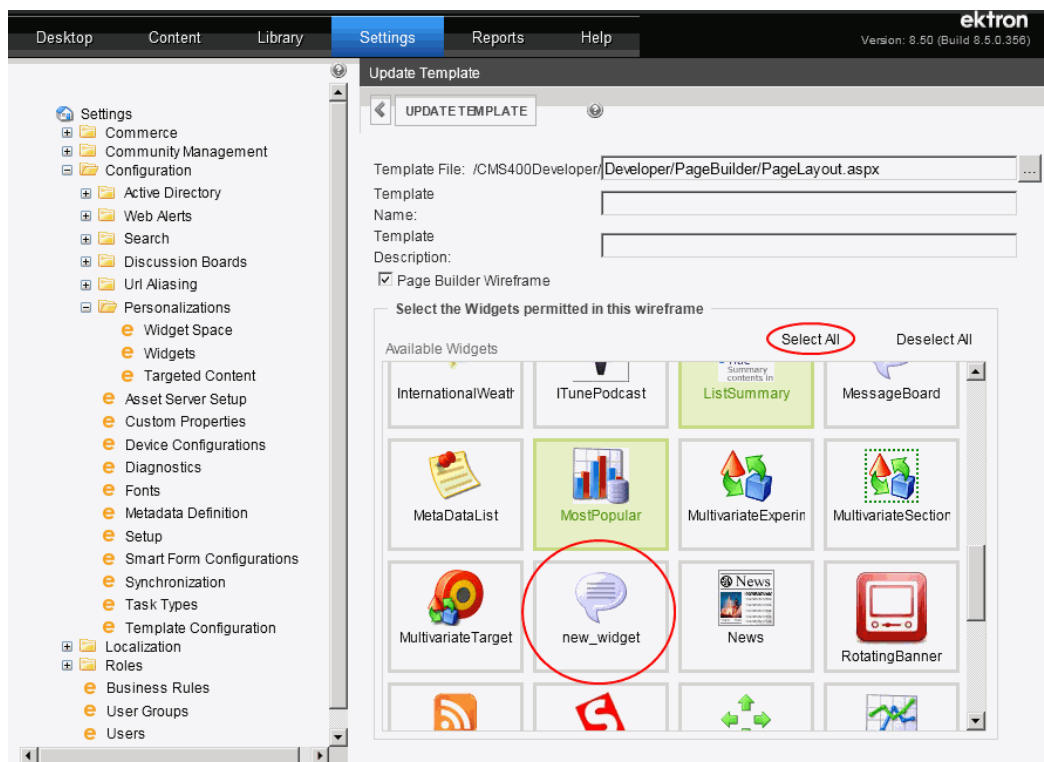 ektron
Desktop Content Library Settings Reports Help
Version: 8.50 (Build 8.5.0.356)
Settings
Commerce
Community Management
Configuration
Active Directory
Web Alerts
Search
Discussion Boards
Url Aliasing
Personalizations
Widget Space
Widgets
Targeted Content
Asset Server Setup
Custom Properties
Device Configurations
Diagnostics
Fonts
Metadata Definition
Setup
Smart Form Configurations
Synchronization
Task Types
Template Configuration
Localization
Roles
Business Rules
User Groups
Users
Update Template
UPDATE TEMPLATE
Template File: /CMS400Developer/ Developer/PageBuilder/PageLayout.aspx ...
Template
Name:
Template
Description:
Page Builder Wireframe
Select the Widgets permitted in this wireframe
Select All Deselect All
Available Widgets
Summary
contents in
InternationalWeath ITunePodcast ListSummary MessageBoard
MetaDataList MostPopular MultivariateExperin MultivariateSection
News
MultivariateTarget new_widget News RotatingBanner